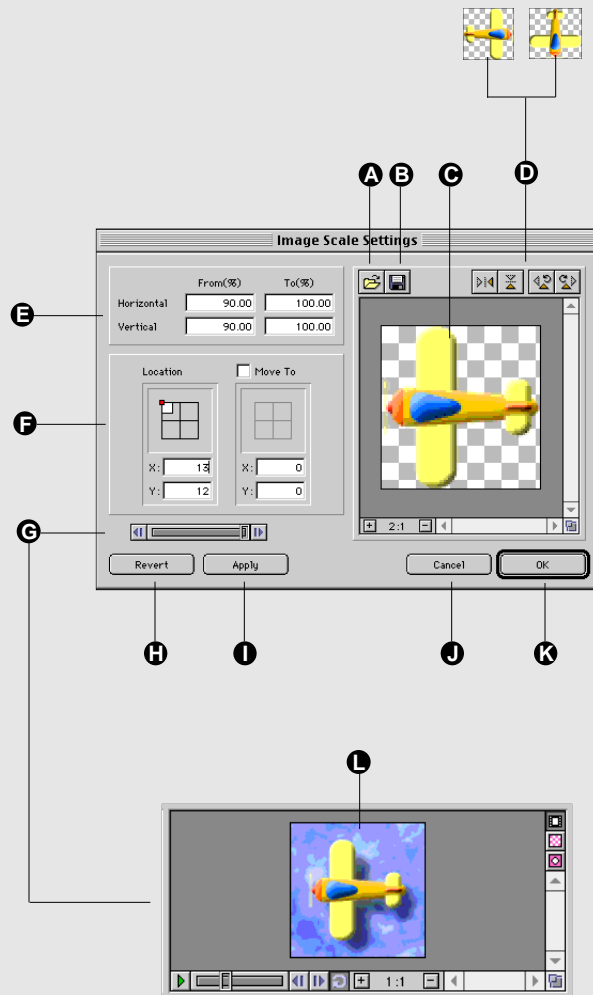 A B C D
Image Scale Settings
From(%) To(%)
Horizontal 90.00 100.00
Vertical 90.00 100.00
E
Location Move To
F
X: 13 X: 0
Y: 12 Y: 0
2:1
G
Revert Apply Cancel OK
H I J K
L
1:1